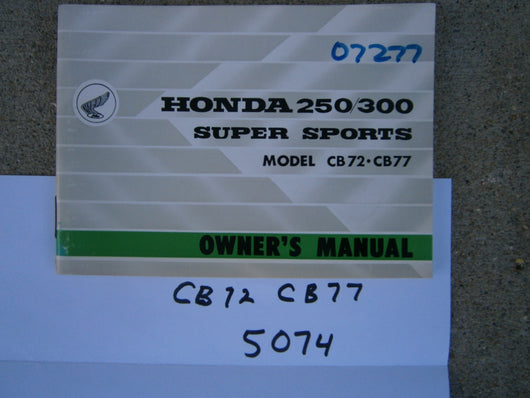 07277
HONDA 250/300
SUPER SPORTS
MODEL CB72·CB77
OWNER'S MANUAL
CB72 CB77
5074